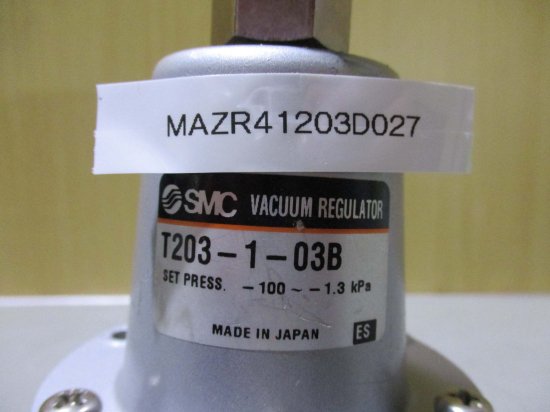 MAZR41203D027
SMC VACUUM REGULATOR
T203-1-03B
SET PRESS. -100 ~ -1.3 kPa
MADE IN JAPAN ES